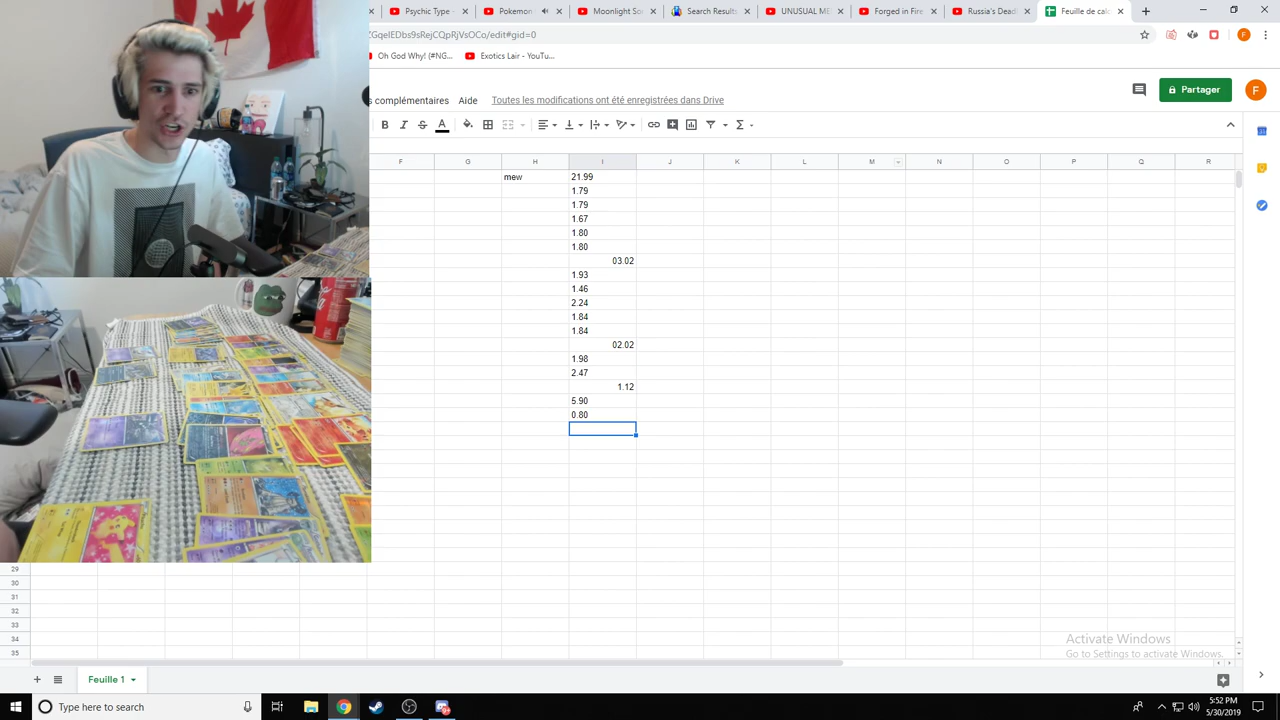 Psychic Type -
Pokemon
Moonlight So
Search Results
UNUSUAL ME
Forged in Fire
Russia's Dead
Feuille de calc
ZGqeIEDbs9sRejCQpRjVsOCo/edit#gid=0
Oh God Why! (#NG...
Exotics Lair - YouTu...
s complémentaires Aide Toutes les modifications ont été enregistrées dans Drive
Partager
F
F G H I J K L M N O P Q R
mew 21.99
1.79
1.79
1.67
1.80
1.80
03.02
1.93
1.46
2.24
1.84
1.84
02.02
1.98
2.47
1.12
5.90
0.80
29
30
31
32
33
34
35
Activate Windows
Go to Settings to activate Windows.
Feuille 1
Type here to search
5:52 PM
5/30/2019